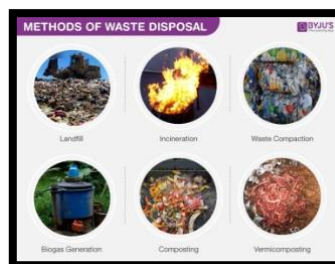 METHODS OF WASTE DISPOSAL
BYJU'S
Landfill
Incineration
Waste Compaction
Biogas Generation
Composting
Vermicomposting